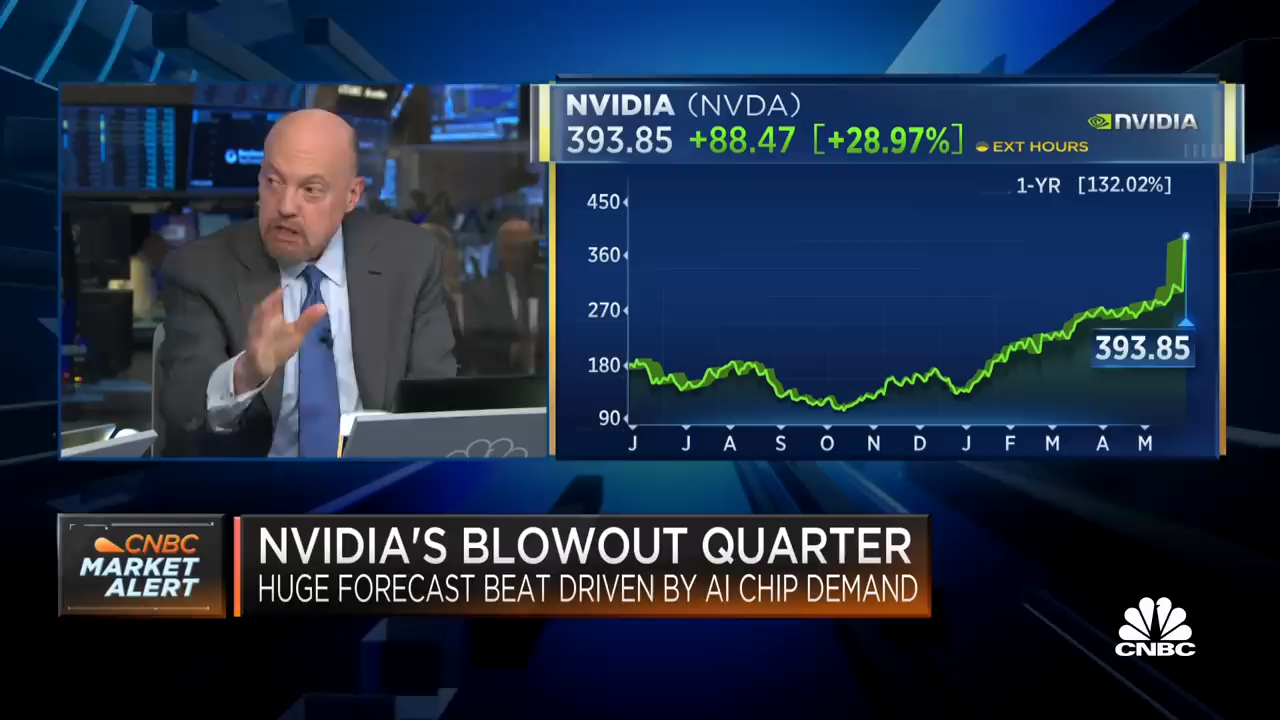 NVIDIA (NVDA)
393.85 +88.47 [+28.97%] EXT HOURS
NVIDIA
1-YR [132.02%]
450
360
270
180
90
393.85
J J A S O N D J F M A M
CNBC
MARKET
ALERT
NVIDIA'S BLOWOUT QUARTER
HUGE FORECAST BEAT DRIVEN BY AI CHIP DEMAND
CNBC